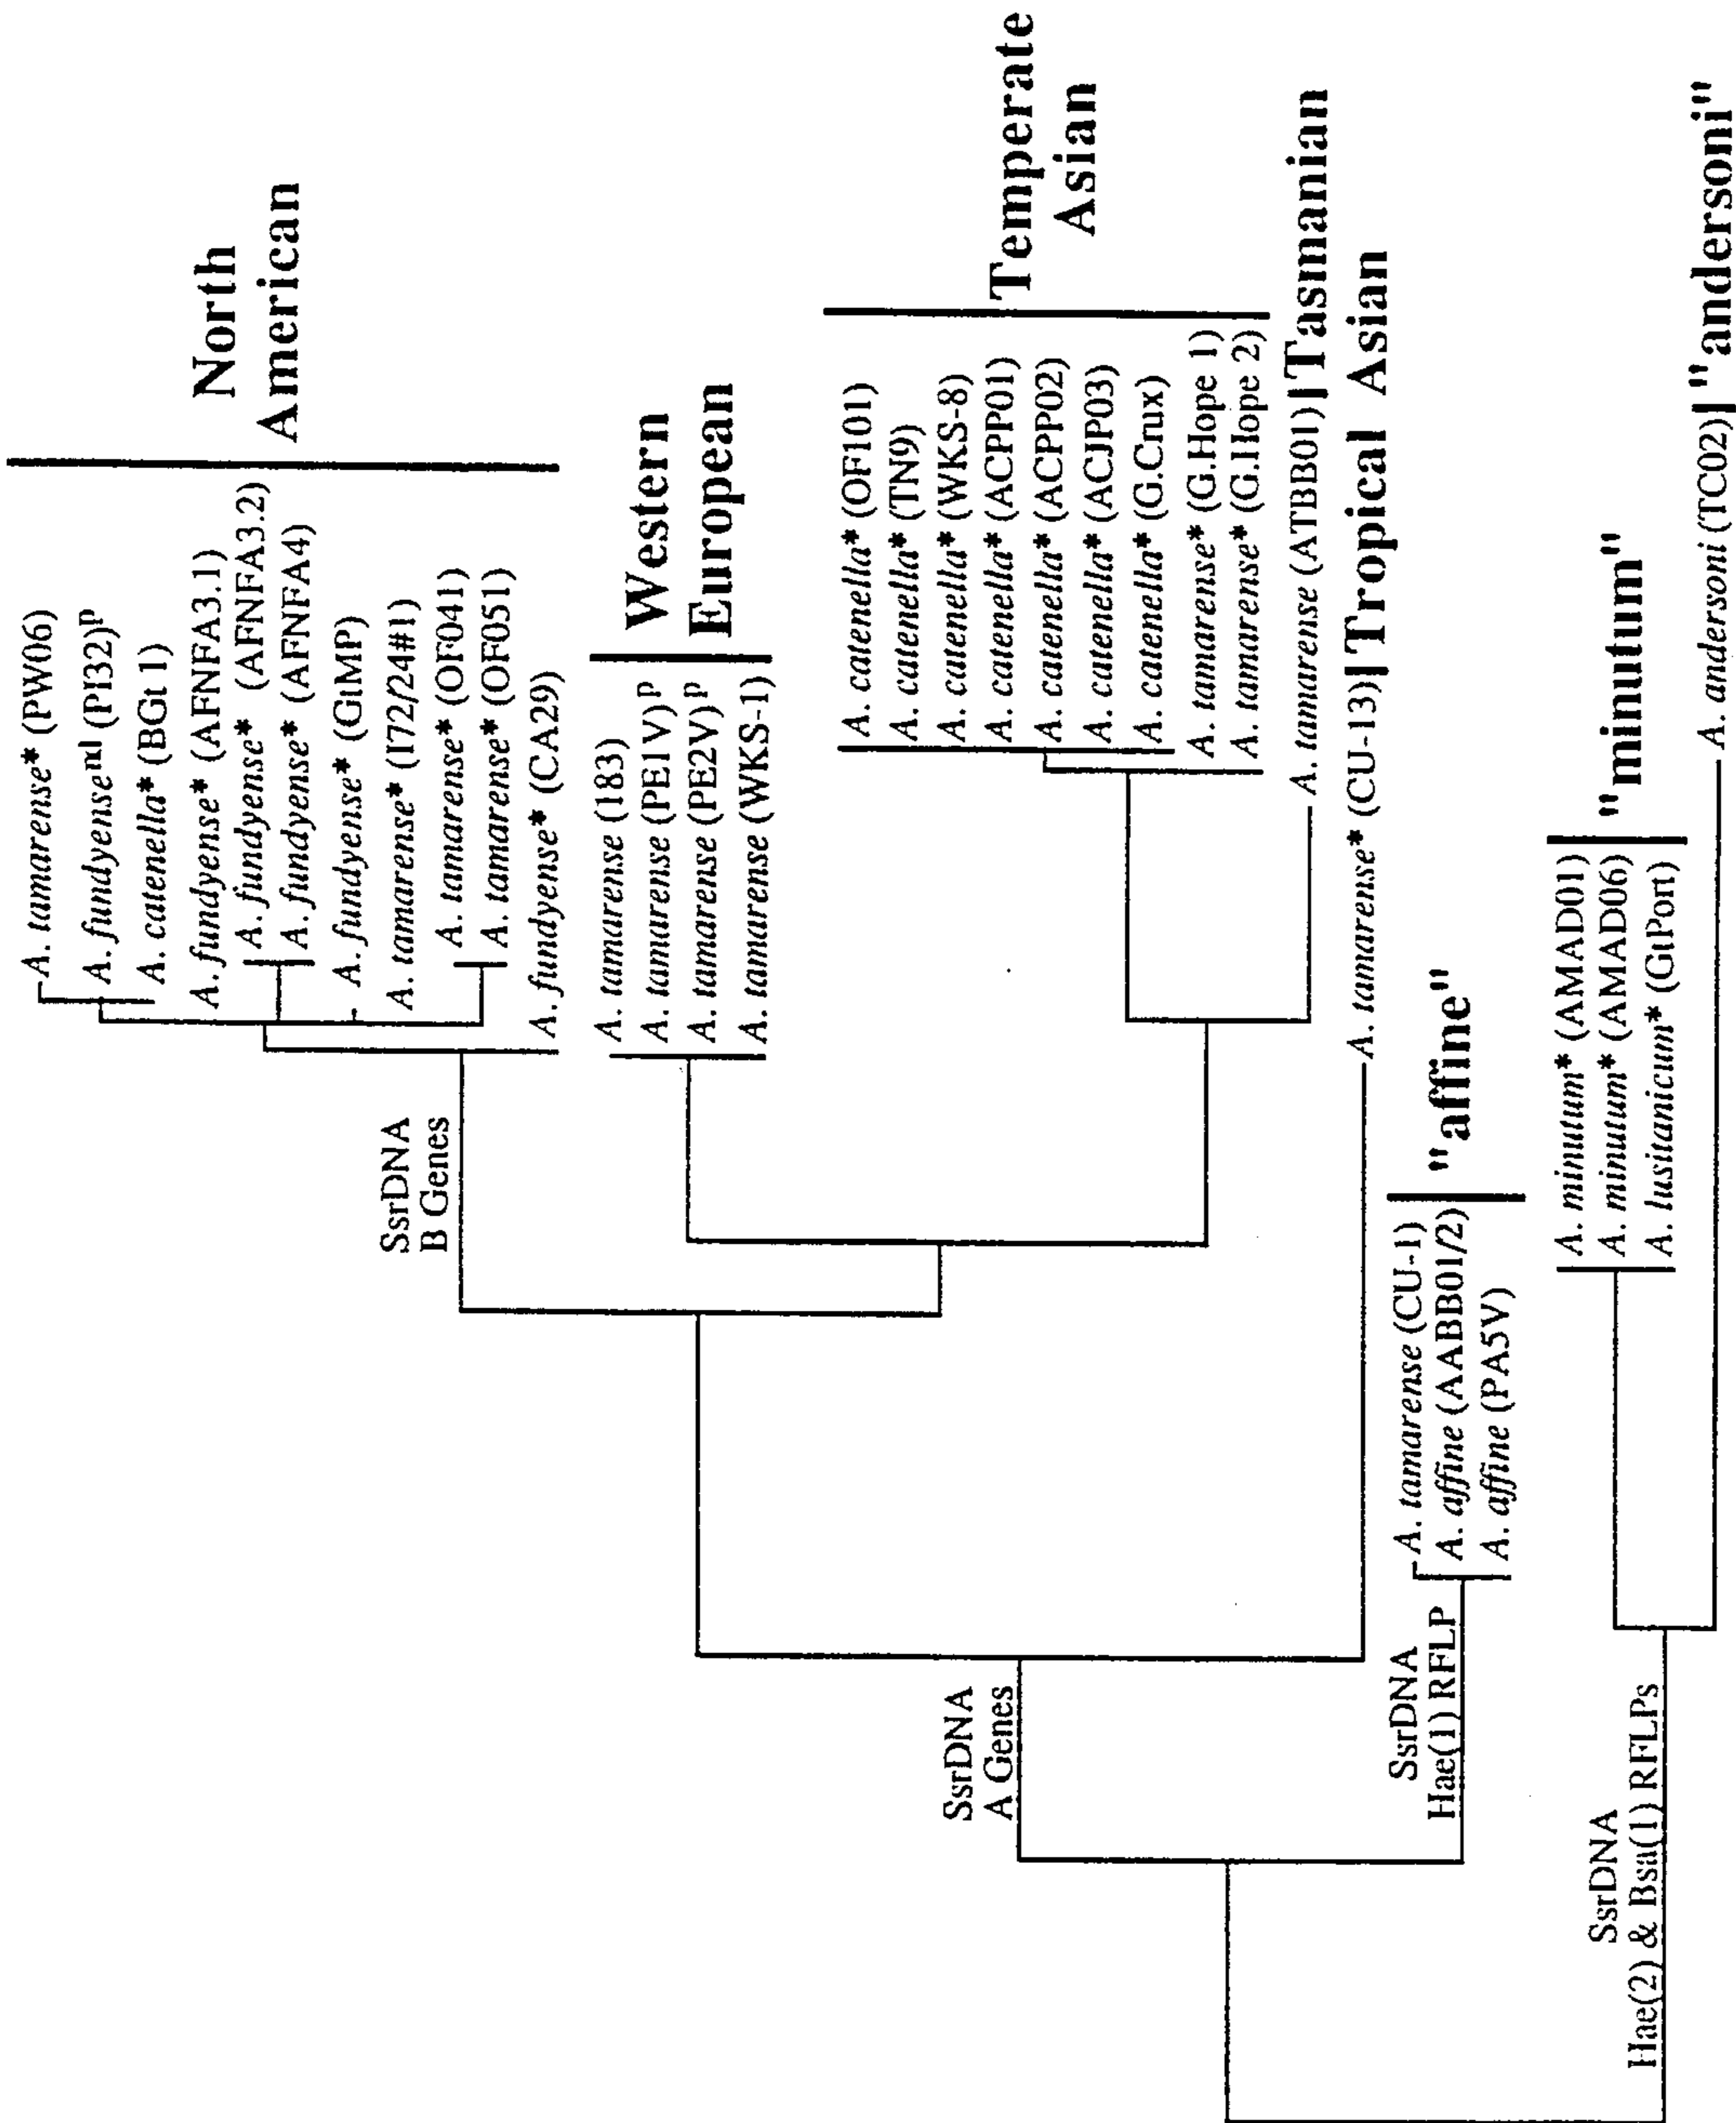 A. tamarense* (PW06)
A. fundyense^nd (PI32)^p
A. catenella* (BGt 1)
A. fundyense* (AFNFA3.1)
A. fundyense* (AFNFA3.2)
A. fundyense* (AFNFA4)
A. fundyense* (GtMP)
A. tamarense* (I72/24#1)
A. tamarense* (OF041)
A. tamarense* (OF051)
A. fundyense* (CA29)
North
American
SsrDNA
B Genes
A. tamarense (183)
A. tamarense (PE1V)^p
A. tamarense (PE2V)^p
A. tamarense (WKS-1)
Western
European
A. catenella* (OF101)
A. catenella* (TN9)
A. catenella* (WKS-8)
A. catenella* (ACPP01)
A. catenella* (ACPP02)
A. catenella* (ACJP03)
A. catenella* (G.Crux)
A. tamarense* (G.Hope 1)
A. tamarense* (G.Hope 2)
Temperate
Asian
A. tamarense (ATBB01)
Tasmanian
A. tamarense* (CU-13)
Tropical Asian
SsrDNA
A Genes
SsrDNA
Hae(1) RFLP
A. tamarense (CU-1)
A. affine (AABB01/2)
A. affine (PA5V)
"affine"
A. minutum* (AMAD01)
A. minutum* (AMAD06)
A. lusitanicum* (GtPort)
"minutum"
SsrDNA
Hae(2) & Bsa(1) RFLPs
A. andersoni (TC02)
"andersoni"